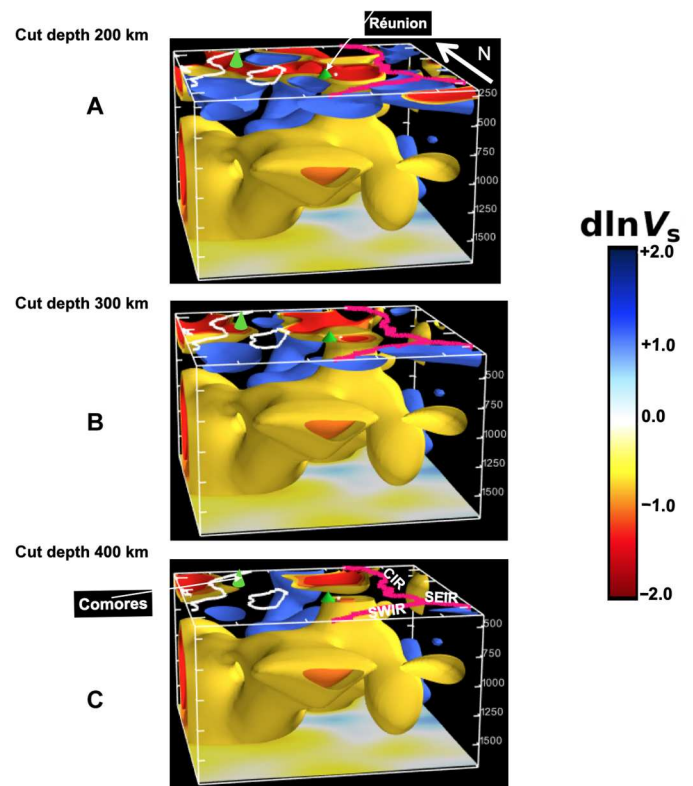 Réunion
Cut depth 200 km
N
A
250
500
750
1000
1250
1500
dlnVs
+2.0
+1.0
0.0
−1.0
−2.0
Cut depth 300 km
B
500
750
1000
1250
1500
Cut depth 400 km
Comores
CIR
SEIR
SWIR
C
500
750
1000
1250
1500